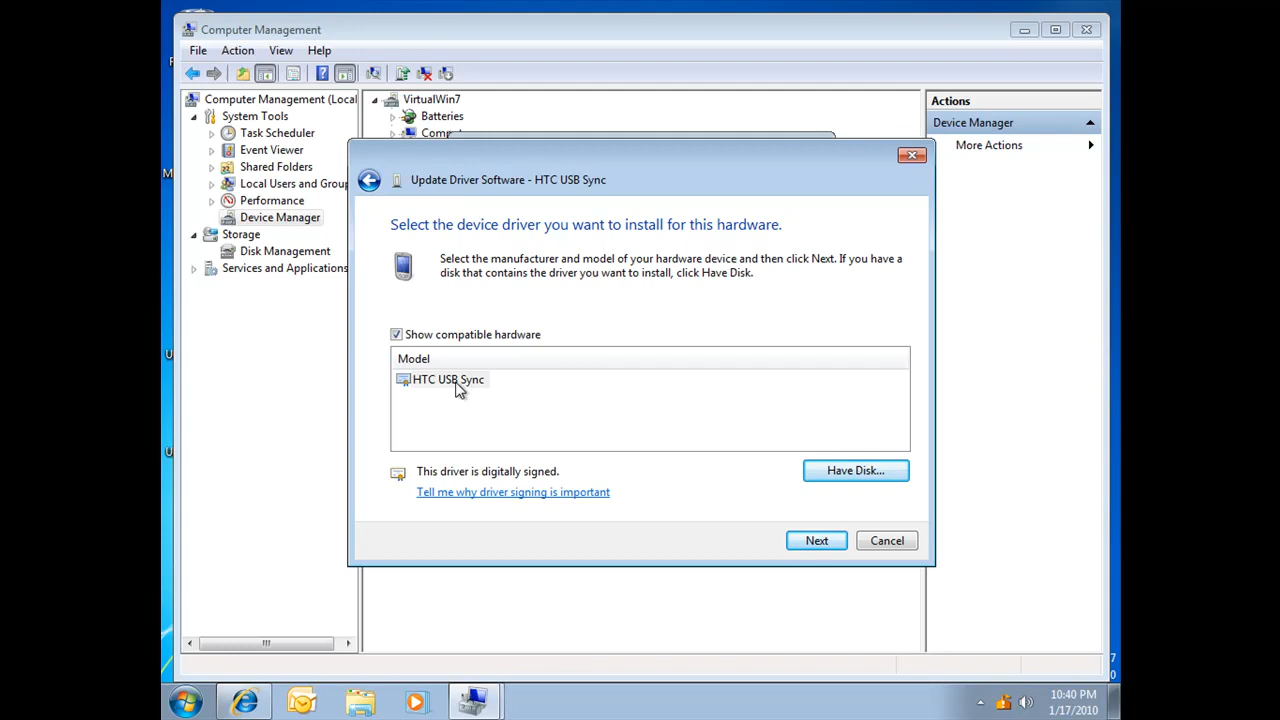 Computer Management
File Action View Help
Computer Management (Local
System Tools
Task Scheduler
Event Viewer
Shared Folders
Local Users and Group
Performance
Device Manager
Storage
Disk Management
Services and Applications
VirtualWin7
Batteries
Actions
Device Manager
More Actions
Update Driver Software - HTC USB Sync
Select the device driver you want to install for this hardware.
Select the manufacturer and model of your hardware device and then click Next. If you have a
disk that contains the driver you want to install, click Have Disk.
Show compatible hardware
Model
HTC USB Sync
This driver is digitally signed.
Have Disk...
Tell me why driver signing is important
Next Cancel
10:40 PM
1/17/2010